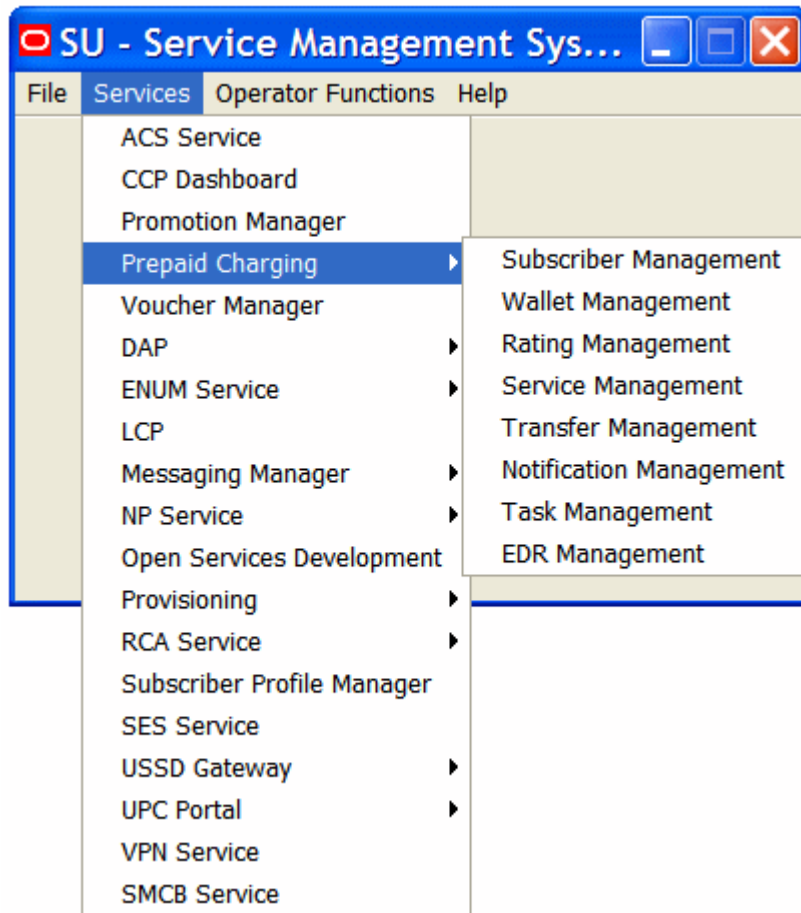 SU - Service Management Sys...
File Services Operator Functions Help
ACS Service
CCP Dashboard
Promotion Manager
Prepaid Charging
Voucher Manager
DAP
ENUM Service
LCP
Messaging Manager
NP Service
Open Services Development
Provisioning
RCA Service
Subscriber Profile Manager
SES Service
USSD Gateway
UPC Portal
VPN Service
SMCB Service
Subscriber Management
Wallet Management
Rating Management
Service Management
Transfer Management
Notification Management
Task Management
EDR Management